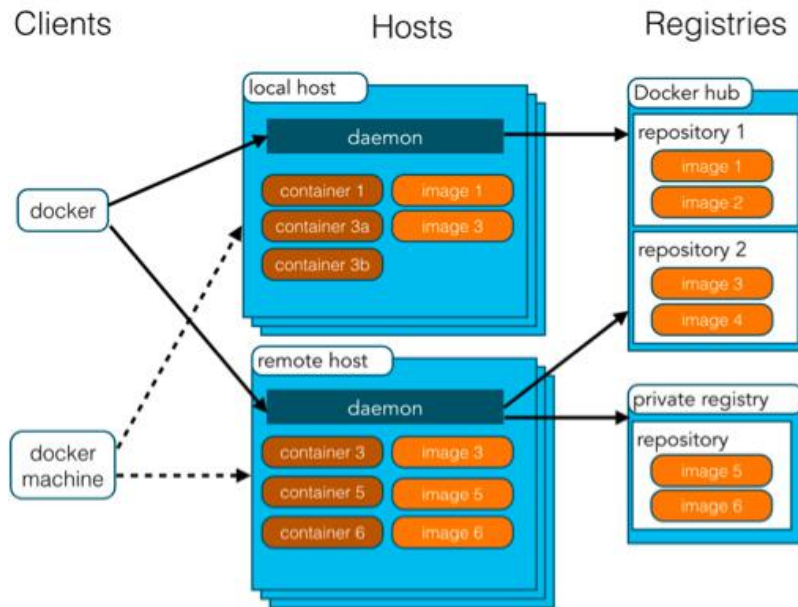 Clients
Hosts
Registries
local host
daemon
container 1
image 1
container 3a
image 3
container 3b
docker
remote host
daemon
container 3
image 3
container 5
image 5
container 6
image 6
docker
machine
Docker hub
repository 1
image 1
image 2
repository 2
image 3
image 4
private registry
repository
image 5
image 6